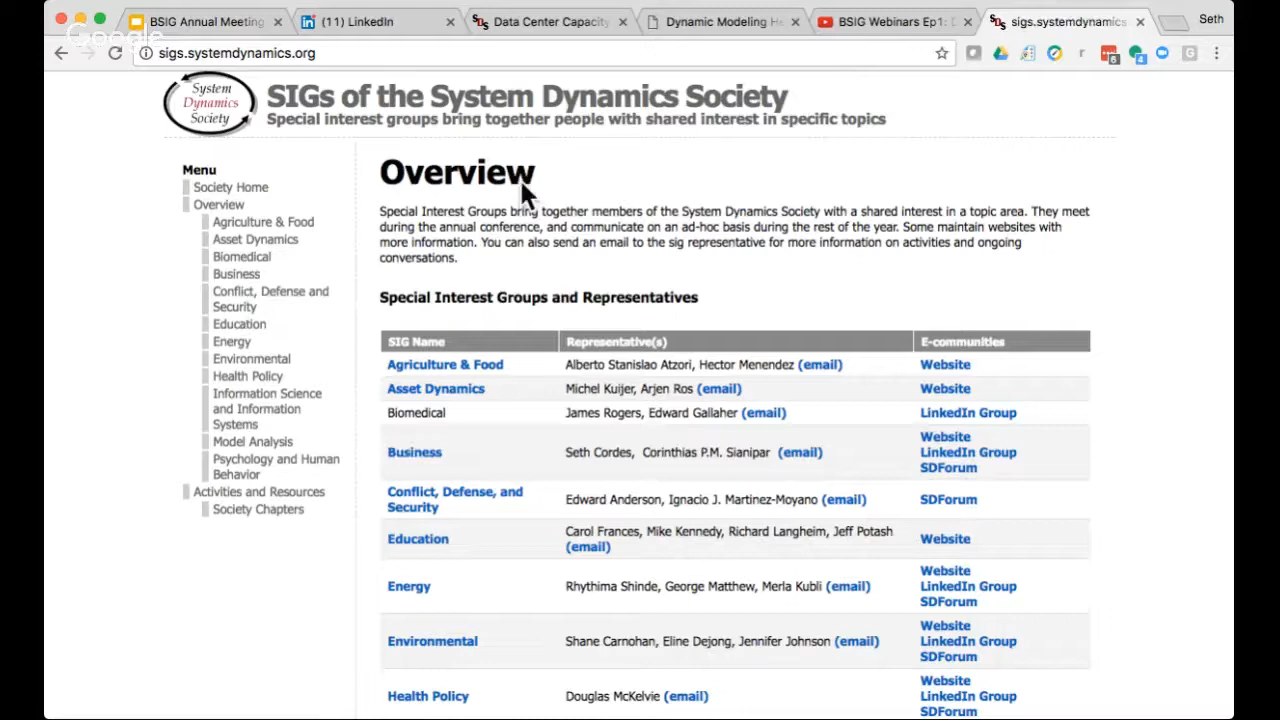 BSIG Annual Meeting
(11) LinkedIn
Data Center Capacity
Dynamic Modeling He
BSIG Webinars Ep1
sigs.systemdynamics
Seth
Google
sigs.systemdynamics.org
6
4
System
Dynamics
Society
SIGs of the System Dynamics Society
Special interest groups bring together people with shared interest in specific topics
Menu
Society Home
Overview
Agriculture & Food
Asset Dynamics
Biomedical
Business
Conflict, Defense and
Security
Education
Energy
Environmental
Health Policy
Information Science
and Information
Systems
Model Analysis
Psychology and Human
Behavior
Activities and Resources
Society Chapters
Overview
Special Interest Groups bring together members of the System Dynamics Society with a shared interest in a topic area. They meet
during the annual conference, and communicate on an ad-hoc basis during the rest of the year. Some maintain websites with
more information. You can also send an email to the sig representative for more information on activities and ongoing
conversations.
Special Interest Groups and Representatives
SIG Name Representative(s) E-communities
Agriculture & Food Alberto Stanislao Atzori, Hector Menendez (email) Website
Asset Dynamics Michel Kuijer, Arjen Ros (email) Website
Biomedical James Rogers, Edward Gallaher (email) LinkedIn Group
Website
Business Seth Cordes, Corinthias P.M. Sianipar (email) LinkedIn Group
SDForum
Conflict, Defense, and
Security Edward Anderson, Ignacio J. Martinez-Moyano (email) SDForum
Carol Frances, Mike Kennedy, Richard Langheim, Jeff Potash
Education (email) Website
Website
Energy Rhythima Shinde, George Matthew, Merla Kubli (email) LinkedIn Group
SDForum
Website
Environmental Shane Carnohan, Eline Dejong, Jennifer Johnson (email) LinkedIn Group
SDForum
Website
Health Policy Douglas McKelvie (email) LinkedIn Group
SDForum